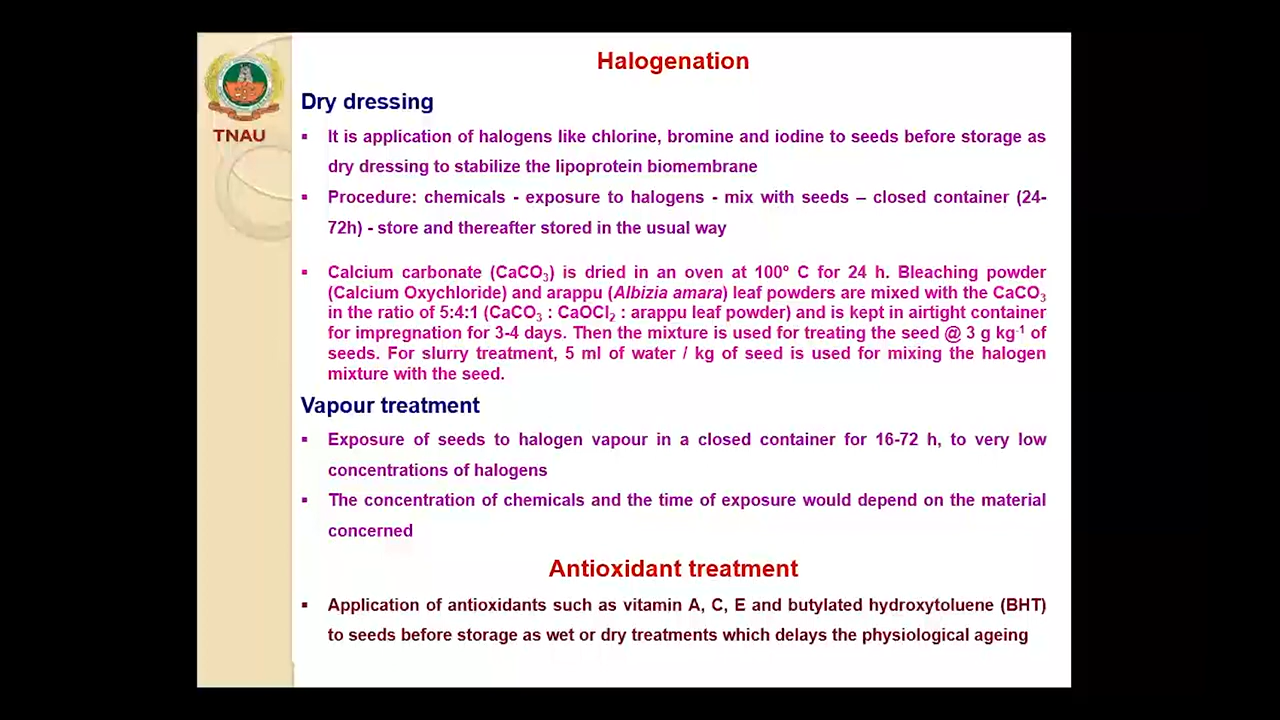 Halogenation
TNAU
Dry dressing
▪ It is application of halogens like chlorine, bromine and iodine to seeds before storage as
dry dressing to stabilize the lipoprotein biomembrane
▪ Procedure: chemicals - exposure to halogens - mix with seeds – closed container (24-
72h) - store and thereafter stored in the usual way
▪ Calcium carbonate (CaCO₃) is dried in an oven at 100° C for 24 h. Bleaching powder
(Calcium Oxychloride) and arappu (Albizia amara) leaf powders are mixed with the CaCO₃
in the ratio of 5:4:1 (CaCO₃ : CaOCl₂ : arappu leaf powder) and is kept in airtight container
for impregnation for 3-4 days. Then the mixture is used for treating the seed @ 3 g kg⁻¹ of
seeds. For slurry treatment, 5 ml of water / kg of seed is used for mixing the halogen
mixture with the seed.
Vapour treatment
▪ Exposure of seeds to halogen vapour in a closed container for 16-72 h, to very low
concentrations of halogens
▪ The concentration of chemicals and the time of exposure would depend on the material
concerned
Antioxidant treatment
▪ Application of antioxidants such as vitamin A, C, E and butylated hydroxytoluene (BHT)
to seeds before storage as wet or dry treatments which delays the physiological ageing